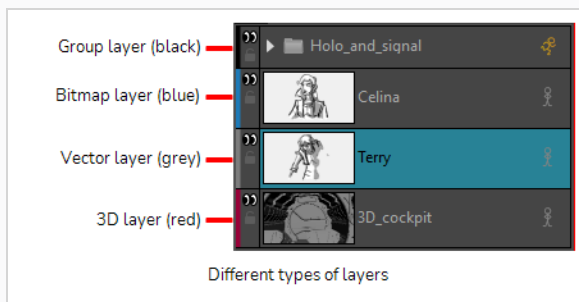 Group layer (black)
Holo_and_signal
Bitmap layer (blue)
Celina
Vector layer (grey)
Terry
3D layer (red)
3D_cockpit
Different types of layers